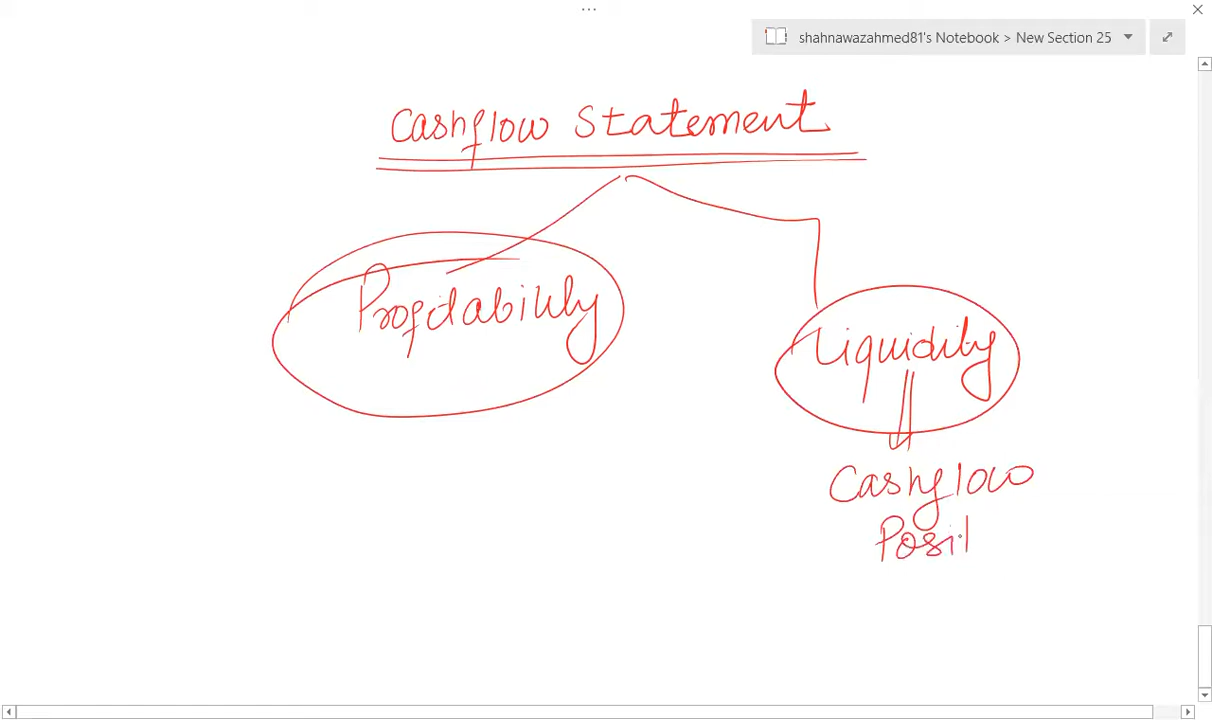 shahnawazahmed81's Notebook > New Section 25
Cashflow Statement
Profitability
Liquidity
Cashflow
Posit